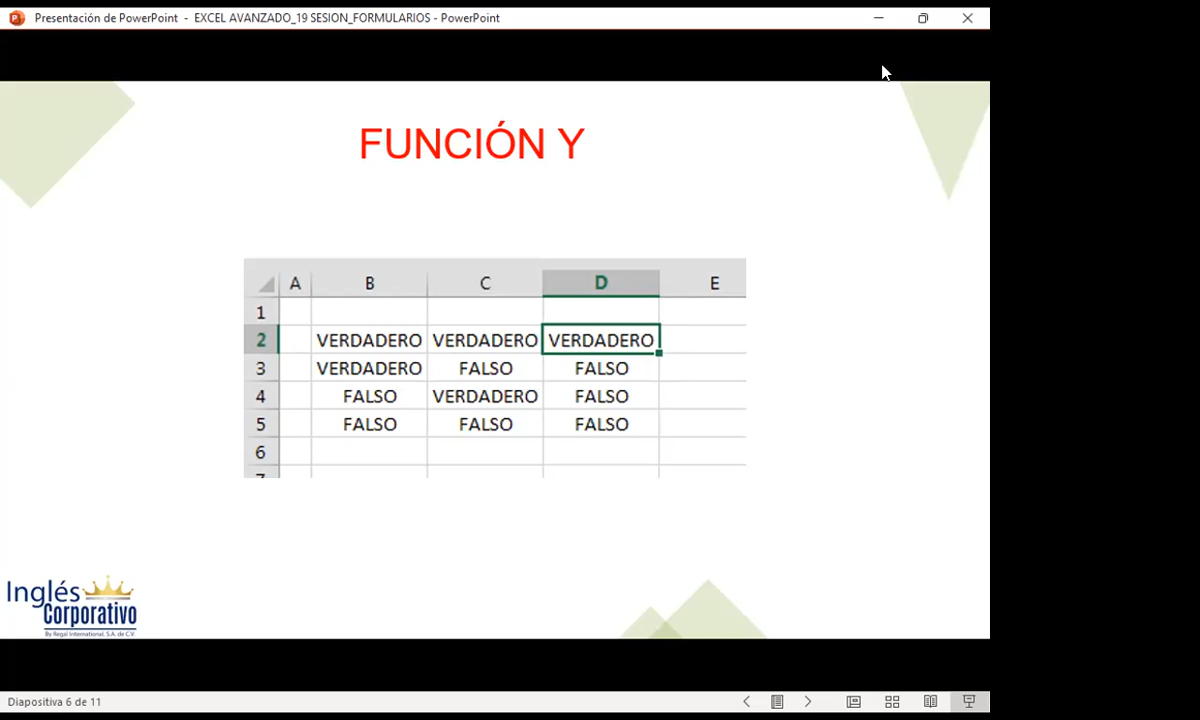 Presentación de PowerPoint - EXCEL AVANZADO_19 SESION_FORMULARIOS - PowerPoint
FUNCIÓN Y
A B C D E
1
2 VERDADERO VERDADERO VERDADERO
3 VERDADERO FALSO FALSO
4 FALSO VERDADERO FALSO
5 FALSO FALSO FALSO
6
7
Inglés
Corporativo
By Regal International, S.A. de C.V.
Diapositiva 6 de 11